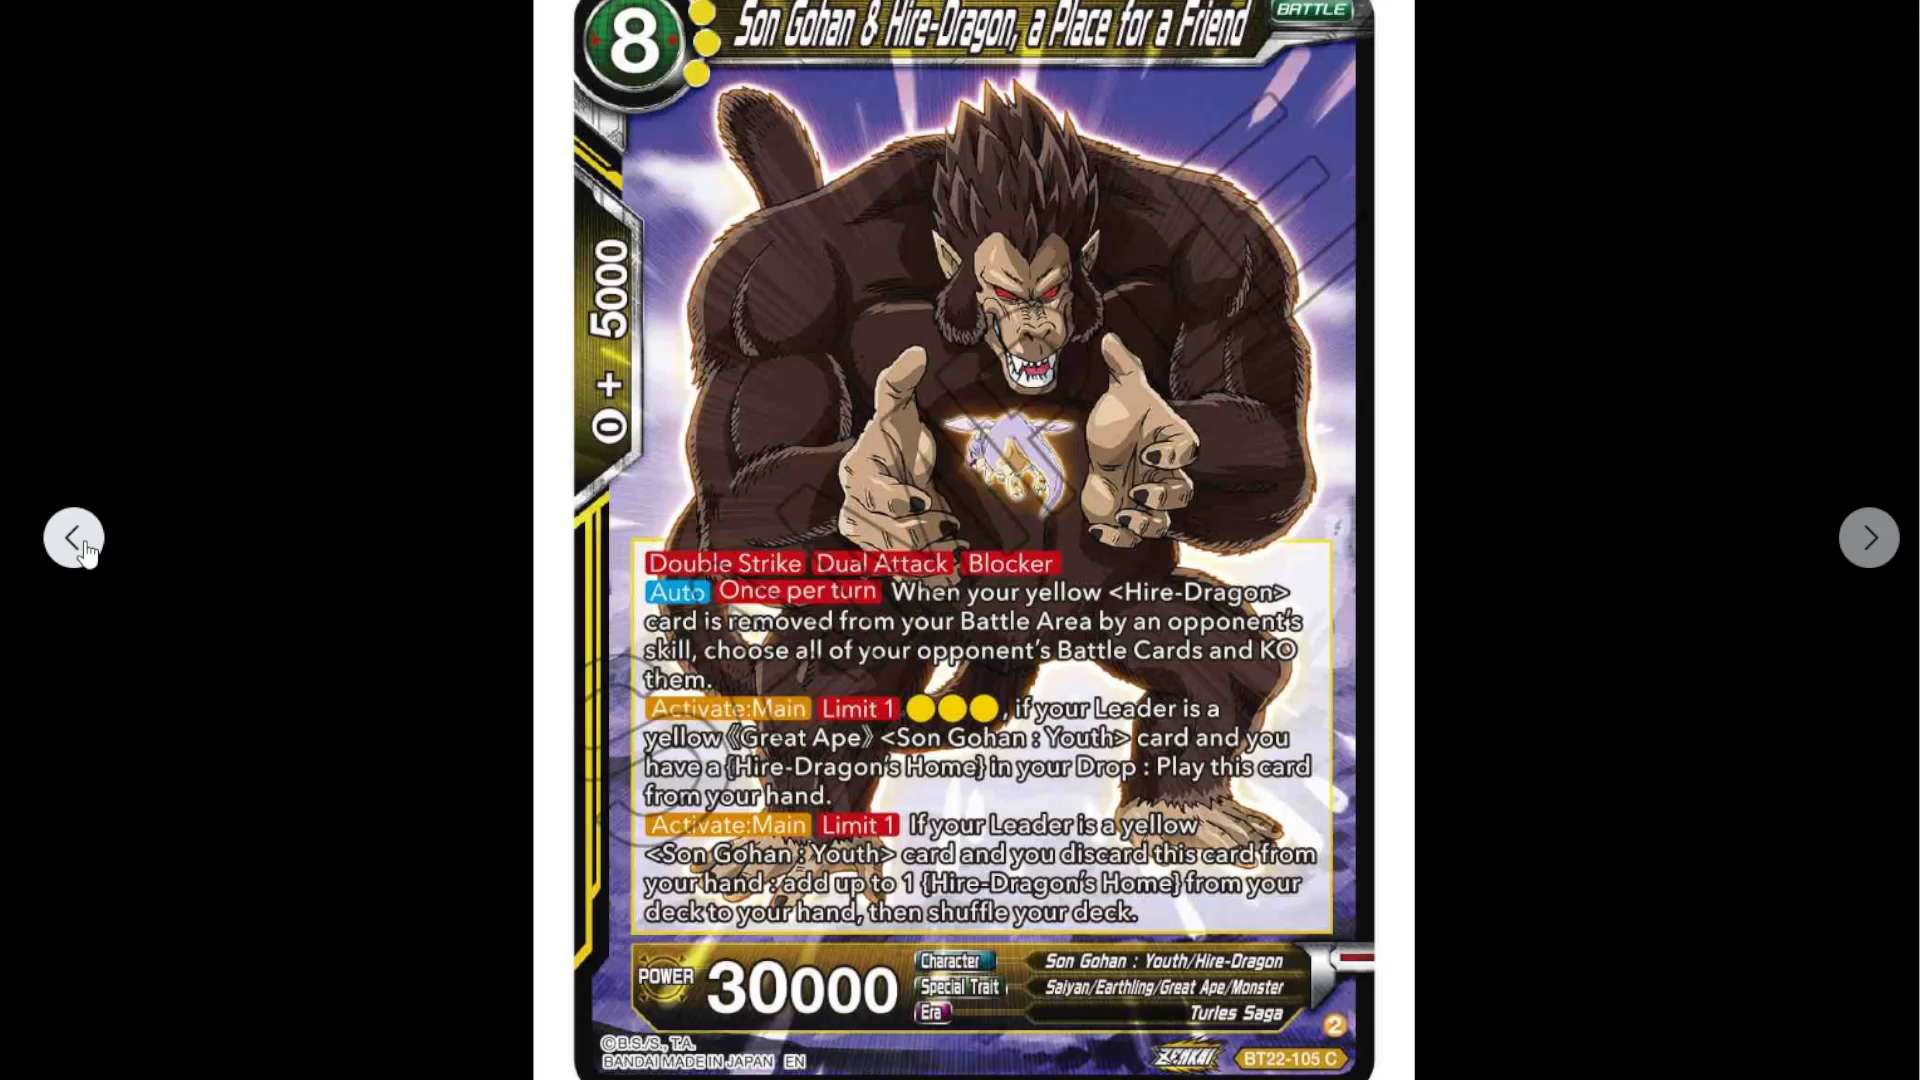 8
Son Gohan & Hire-Dragon, a Place for a Friend
BATTLE
0 + 5000
Double Strike Dual Attack Blocker
Auto Once per turn When your yellow <Hire-Dragon>
card is removed from your Battle Area by an opponent's
skill, choose all of your opponent's Battle Cards and KO
them.
Activate:Main Limit 1 , if your Leader is a
yellow《Great Ape》<Son Gohan : Youth> card and you
have a {Hire-Dragon's Home} in your Drop : Play this card
from your hand.
Activate:Main Limit 1 If your Leader is a yellow
<Son Gohan : Youth> card and you discard this card from
your hand : add up to 1 {Hire-Dragon's Home} from your
deck to your hand, then shuffle your deck.
POWER 30000
Character Son Gohan : Youth/Hire-Dragon
Special Trait Saiyan/Earthling/Great Ape/Monster
Era Turles Saga
2
©B.S./S., T.A.
BANDAI MADE IN JAPAN EN
ZENKAI
BT22-105 C